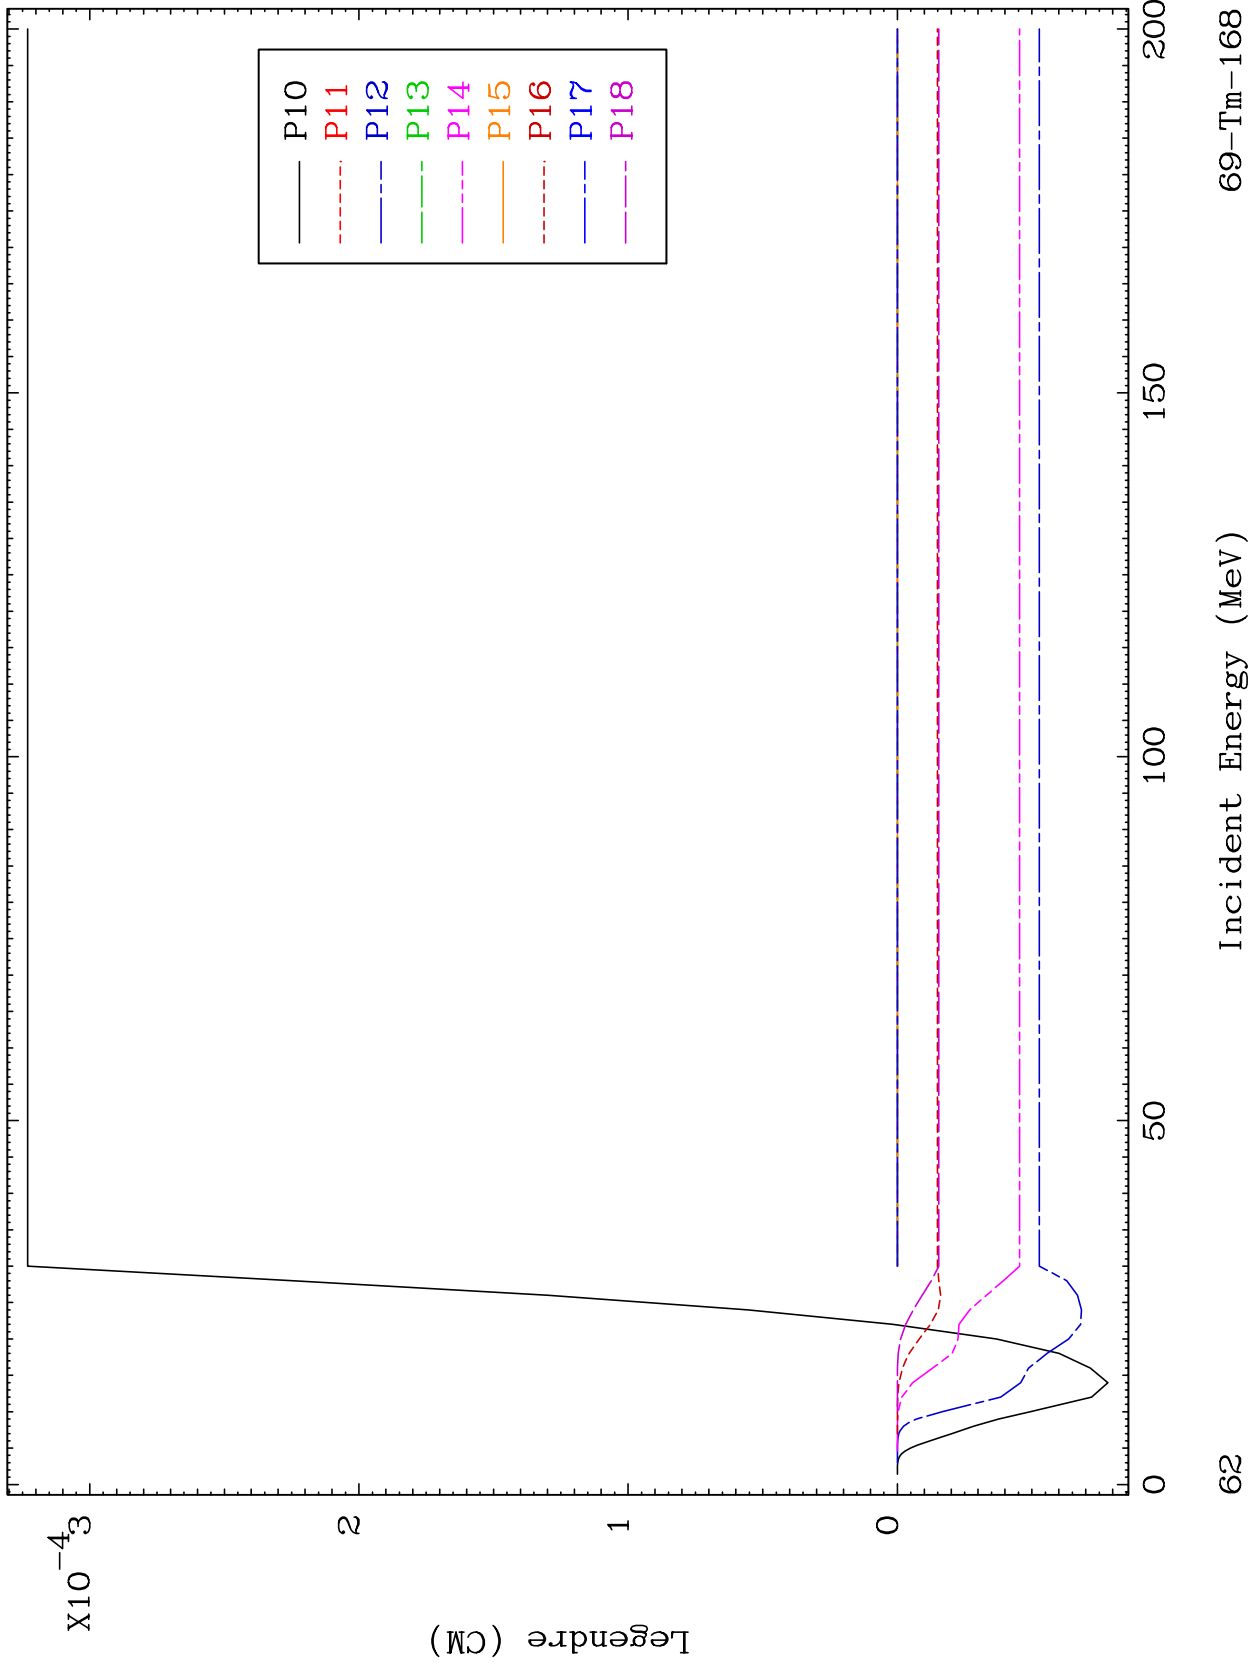 X10−4
3
2
1
0
Legendre (CM)
0
50
100
150
200
Incident Energy (MeV)
P10
P11
P12
P13
P14
P15
P16
P17
P18
62
69−Tm−168